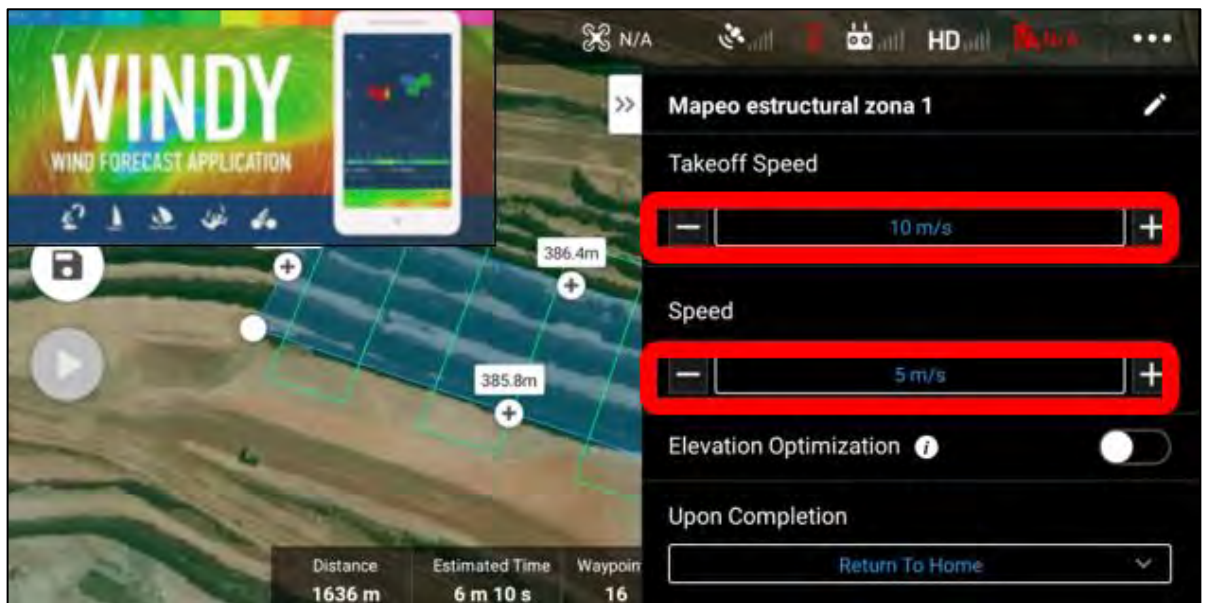 WINDY
WIND FORECAST APPLICATION
N/A
HD
N/A
Mapeo estructural zona 1
Takeoff Speed
10 m/s
Speed
5 m/s
Elevation Optimization
Upon Completion
Return To Home
386.4m
385.8m
Distance
Estimated Time
Waypoin
1636 m
6 m 10 s
16